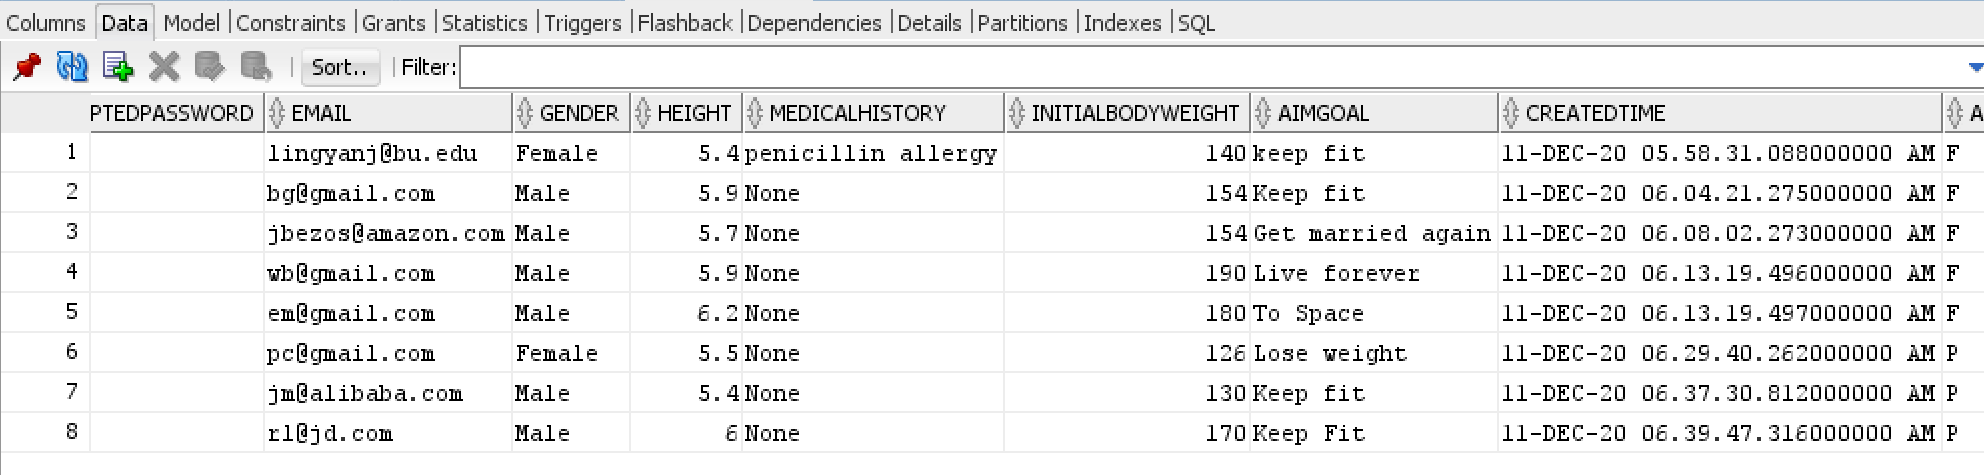 Columns Data Model Constraints Grants Statistics Triggers Flashback Dependencies Details Partitions Indexes SQL
Sort.. Filter:
PTEDPASSWORD EMAIL GENDER HEIGHT MEDICALHISTORY INITIALBODYWEIGHT AIMGOAL CREATEDTIME A
1 lingyanj@bu.edu Female 5.4 penicillin allergy 140 keep fit 11-DEC-20 05.58.31.088000000 AM F
2 bg@gmail.com Male 5.9 None 154 Keep fit 11-DEC-20 06.04.21.275000000 AM F
3 jbezos@amazon.com Male 5.7 None 154 Get married again 11-DEC-20 06.08.02.273000000 AM F
4 wb@gmail.com Male 5.9 None 190 Live forever 11-DEC-20 06.13.19.496000000 AM F
5 em@gmail.com Male 6.2 None 180 To Space 11-DEC-20 06.13.19.497000000 AM F
6 pc@gmail.com Female 5.5 None 126 Lose weight 11-DEC-20 06.29.40.262000000 AM P
7 jm@alibaba.com Male 5.4 None 130 Keep fit 11-DEC-20 06.37.30.812000000 AM P
8 rl@jd.com Male 6 None 170 Keep Fit 11-DEC-20 06.39.47.316000000 AM P